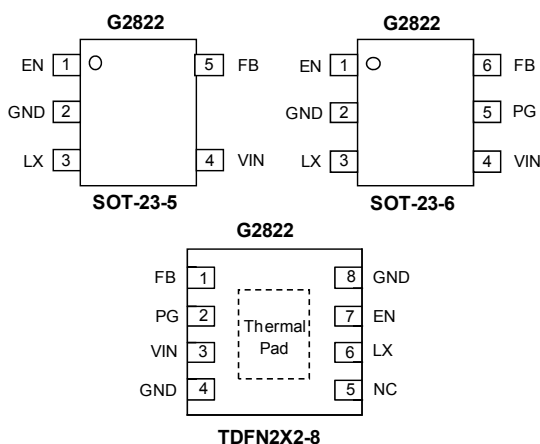 G2822
EN 1 5 FB
GND 2
LX 3 4 VIN
SOT-23-5
G2822
EN 1 6 FB
GND 2 5 PG
LX 3 4 VIN
SOT-23-6
G2822
FB 1 8 GND
PG 2 7 EN
VIN 3 6 LX
GND 4 5 NC
Thermal
Pad
TDFN2X2-8